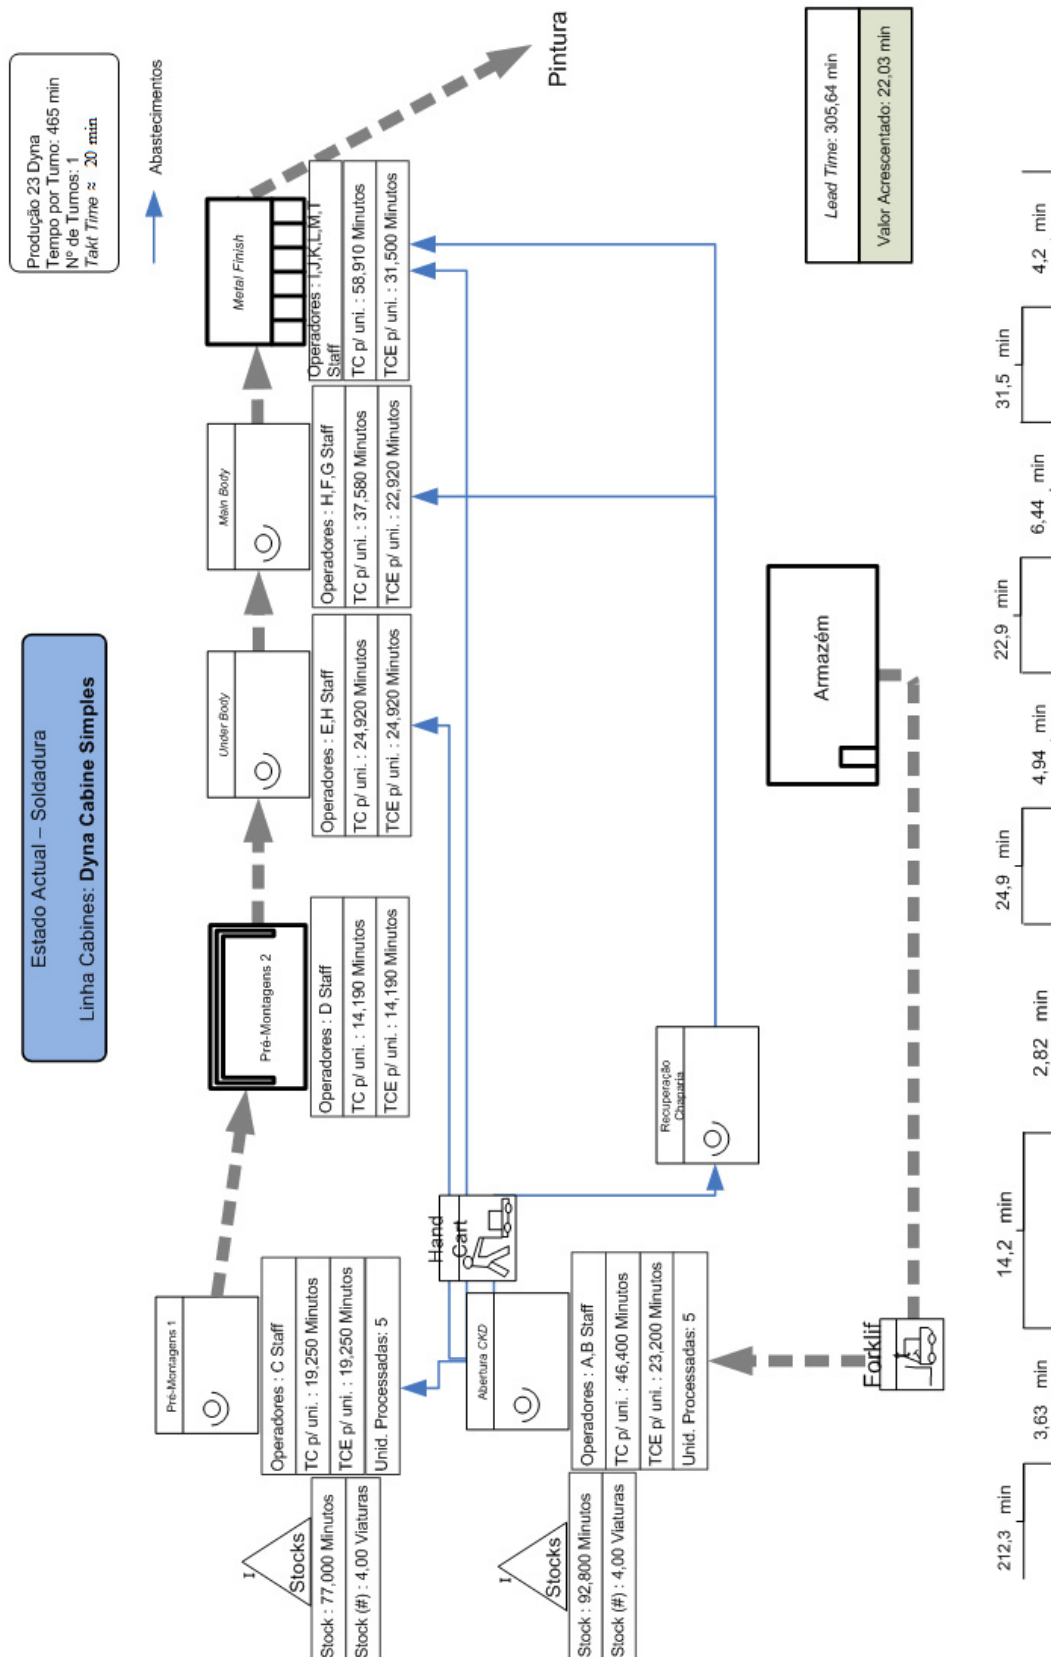 Estado Actual – Soldadura
Linha Cabines: Dyna Cabine Simples
Produção 23 Dyna
Tempo por Turno: 465 min
Nº de Turnos: 1
Takt Time ≈ 20 min
Abastecimentos
Pré-Montagens 1
Operadores : C Staff
TC p/ uni. : 19,250 Minutos
TCE p/ uni. : 19,250 Minutos
Unid. Processadas: 5
I
Stocks
Stock : 77,000 Minutos
Stock (#) : 4,00 Viaturas
Pré-Montagens 2
Operadores : D Staff
TC p/ uni. : 14,190 Minutos
TCE p/ uni. : 14,190 Minutos
Under Body
Operadores : E,H Staff
TC p/ uni. : 24,920 Minutos
TCE p/ uni. : 24,920 Minutos
Main Body
Operadores : H,F,G Staff
TC p/ uni. : 37,580 Minutos
TCE p/ uni. : 22,920 Minutos
Metal Finish
Operadores : I,J,K,L,M,T
Staff
TC p/ uni. : 58,910 Minutos
TCE p/ uni. : 31,500 Minutos
Pintura
Hand
Cart
Abertura CKD
Operadores : A,B Staff
TC p/ uni. : 46,400 Minutos
TCE p/ uni. : 23,200 Minutos
Unid. Processadas: 5
I
Stocks
Stock : 92,800 Minutos
Stock (#) : 4,00 Viaturas
Recuperação
Chaparia
Armazém
Forklif
Lead Time: 305,64 min
Valor Acrescentado: 22,03 min
212,3 min
3,63 min
14,2 min
2,82 min
24,9 min
4,94 min
22,9 min
6,44 min
31,5 min
4,2 min